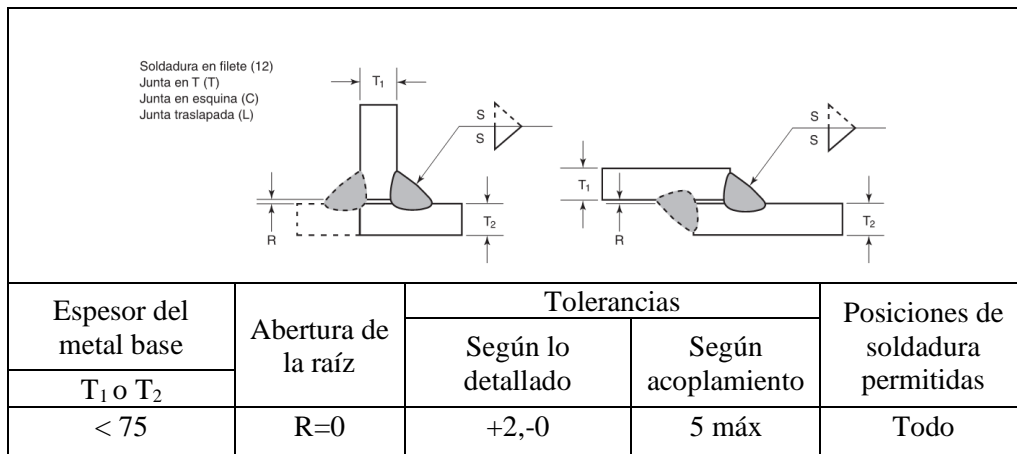 Soldadura en filete (12)
Junta en T (T)
Junta en esquina (C)
Junta traslapada (L)
T₁
S
S
R
T₂
T₁
S
S
R
T₂
Espesor del
metal base
T₁ o T₂
Abertura de
la raíz
Tolerancias
Según lo
detallado
Según
acoplamiento
Posiciones de
soldadura
permitidas
< 75
R=0
+2,-0
5 máx
Todo